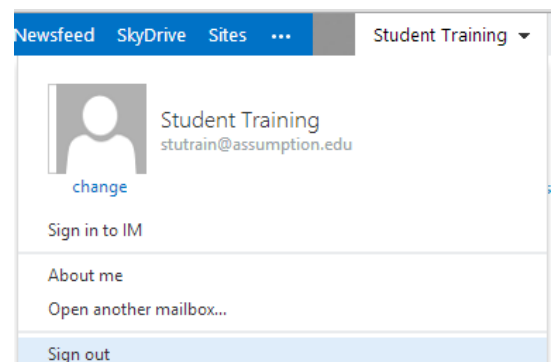 Newsfeed SkyDrive Sites ••• Student Training
Student Training
stutrain@assumption.edu
change
Sign in to IM
About me
Open another mailbox...
Sign out